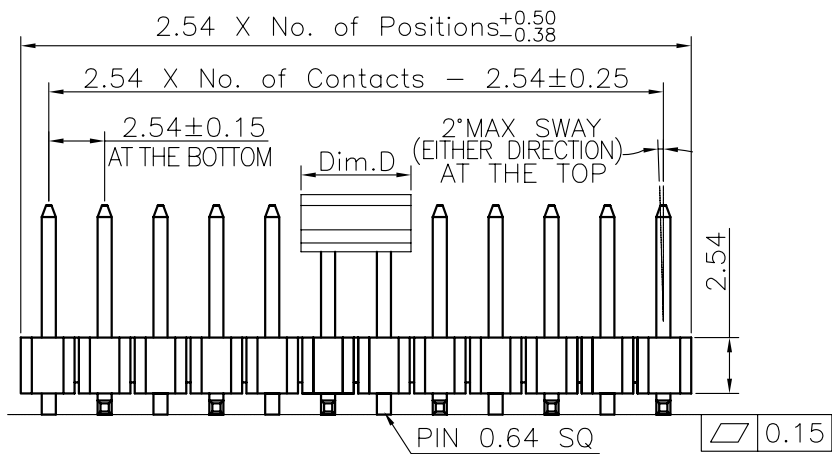 2.54 X No. of Positions+0.50
−0.38
2.54 X No. of Contacts − 2.54±0.25
2.54±0.15
AT THE BOTTOM
Dim.D
2°MAX SWAY
(EITHER DIRECTION)
AT THE TOP
2.54
PIN 0.64 SQ
0.15